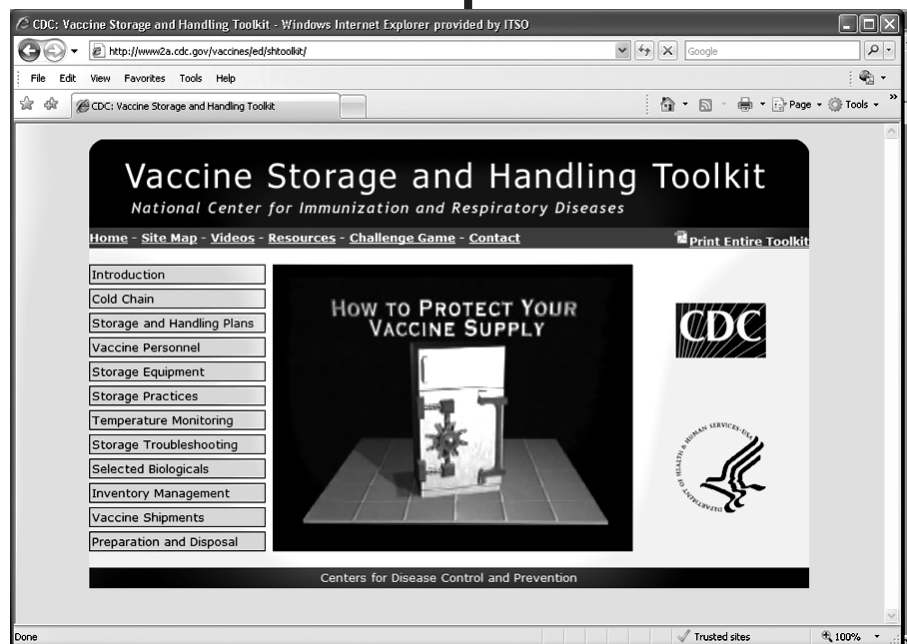 CDC: Vaccine Storage and Handling Toolkit - Windows Internet Explorer provided by ITSO
http://www2a.cdc.gov/vaccines/ed/shtoolkit/
Google
File Edit View Favorites Tools Help
CDC: Vaccine Storage and Handling Toolkit
Page Tools
Vaccine Storage and Handling Toolkit
National Center for Immunization and Respiratory Diseases
Home - Site Map - Videos - Resources - Challenge Game - Contact
Print Entire Toolkit
Introduction
Cold Chain
Storage and Handling Plans
Vaccine Personnel
Storage Equipment
Storage Practices
Temperature Monitoring
Storage Troubleshooting
Selected Biologicals
Inventory Management
Vaccine Shipments
Preparation and Disposal
HOW TO PROTECT YOUR
VACCINE SUPPLY
CDC
DEPARTMENT OF HEALTH & HUMAN SERVICES·USA
Centers for Disease Control and Prevention
Done
Trusted sites
100%